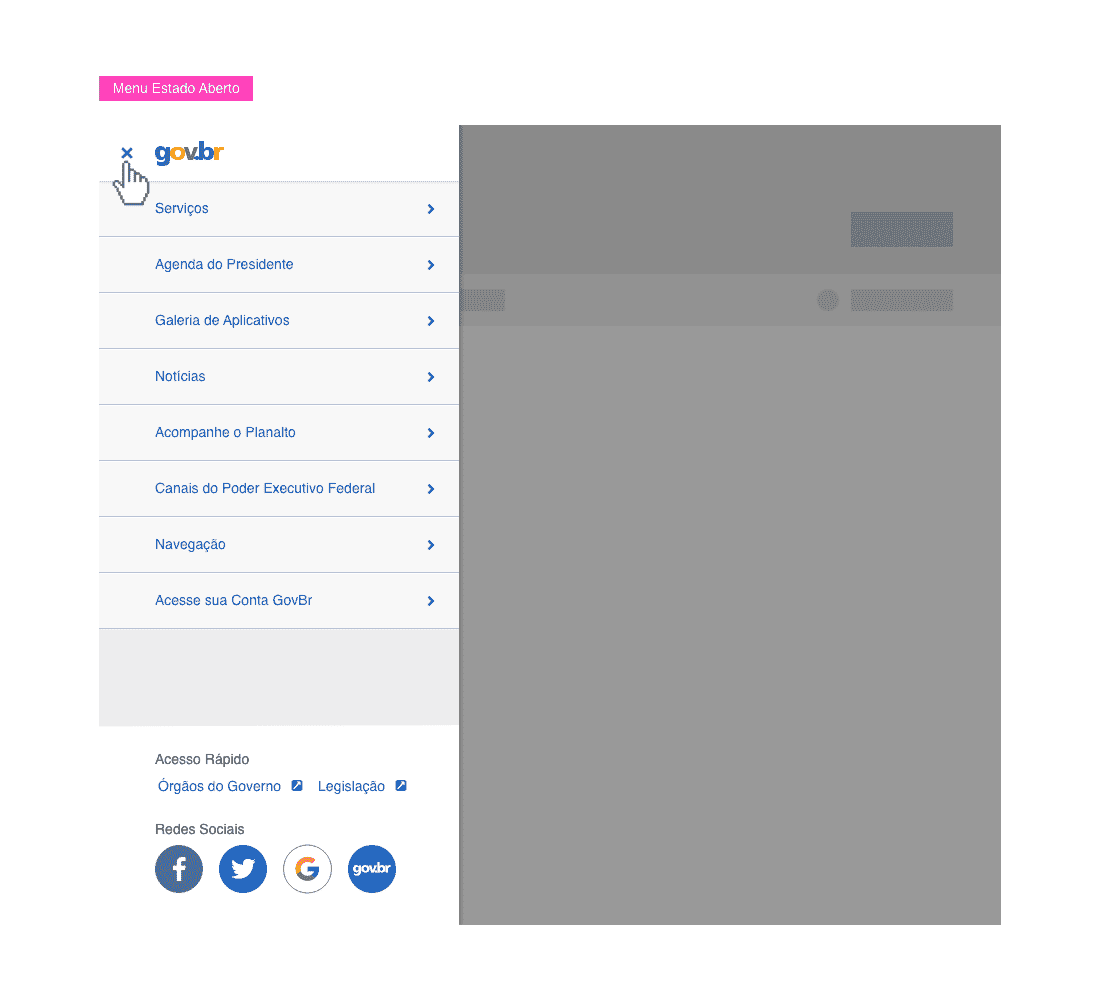 Menu Estado Aberto
gov.br
Serviços
Agenda do Presidente
Galeria de Aplicativos
Notícias
Acompanhe o Planalto
Canais do Poder Executivo Federal
Navegação
Acesse sua Conta GovBr
Acesso Rápido
Órgãos do Governo Legislação
Redes Sociais
gov.br